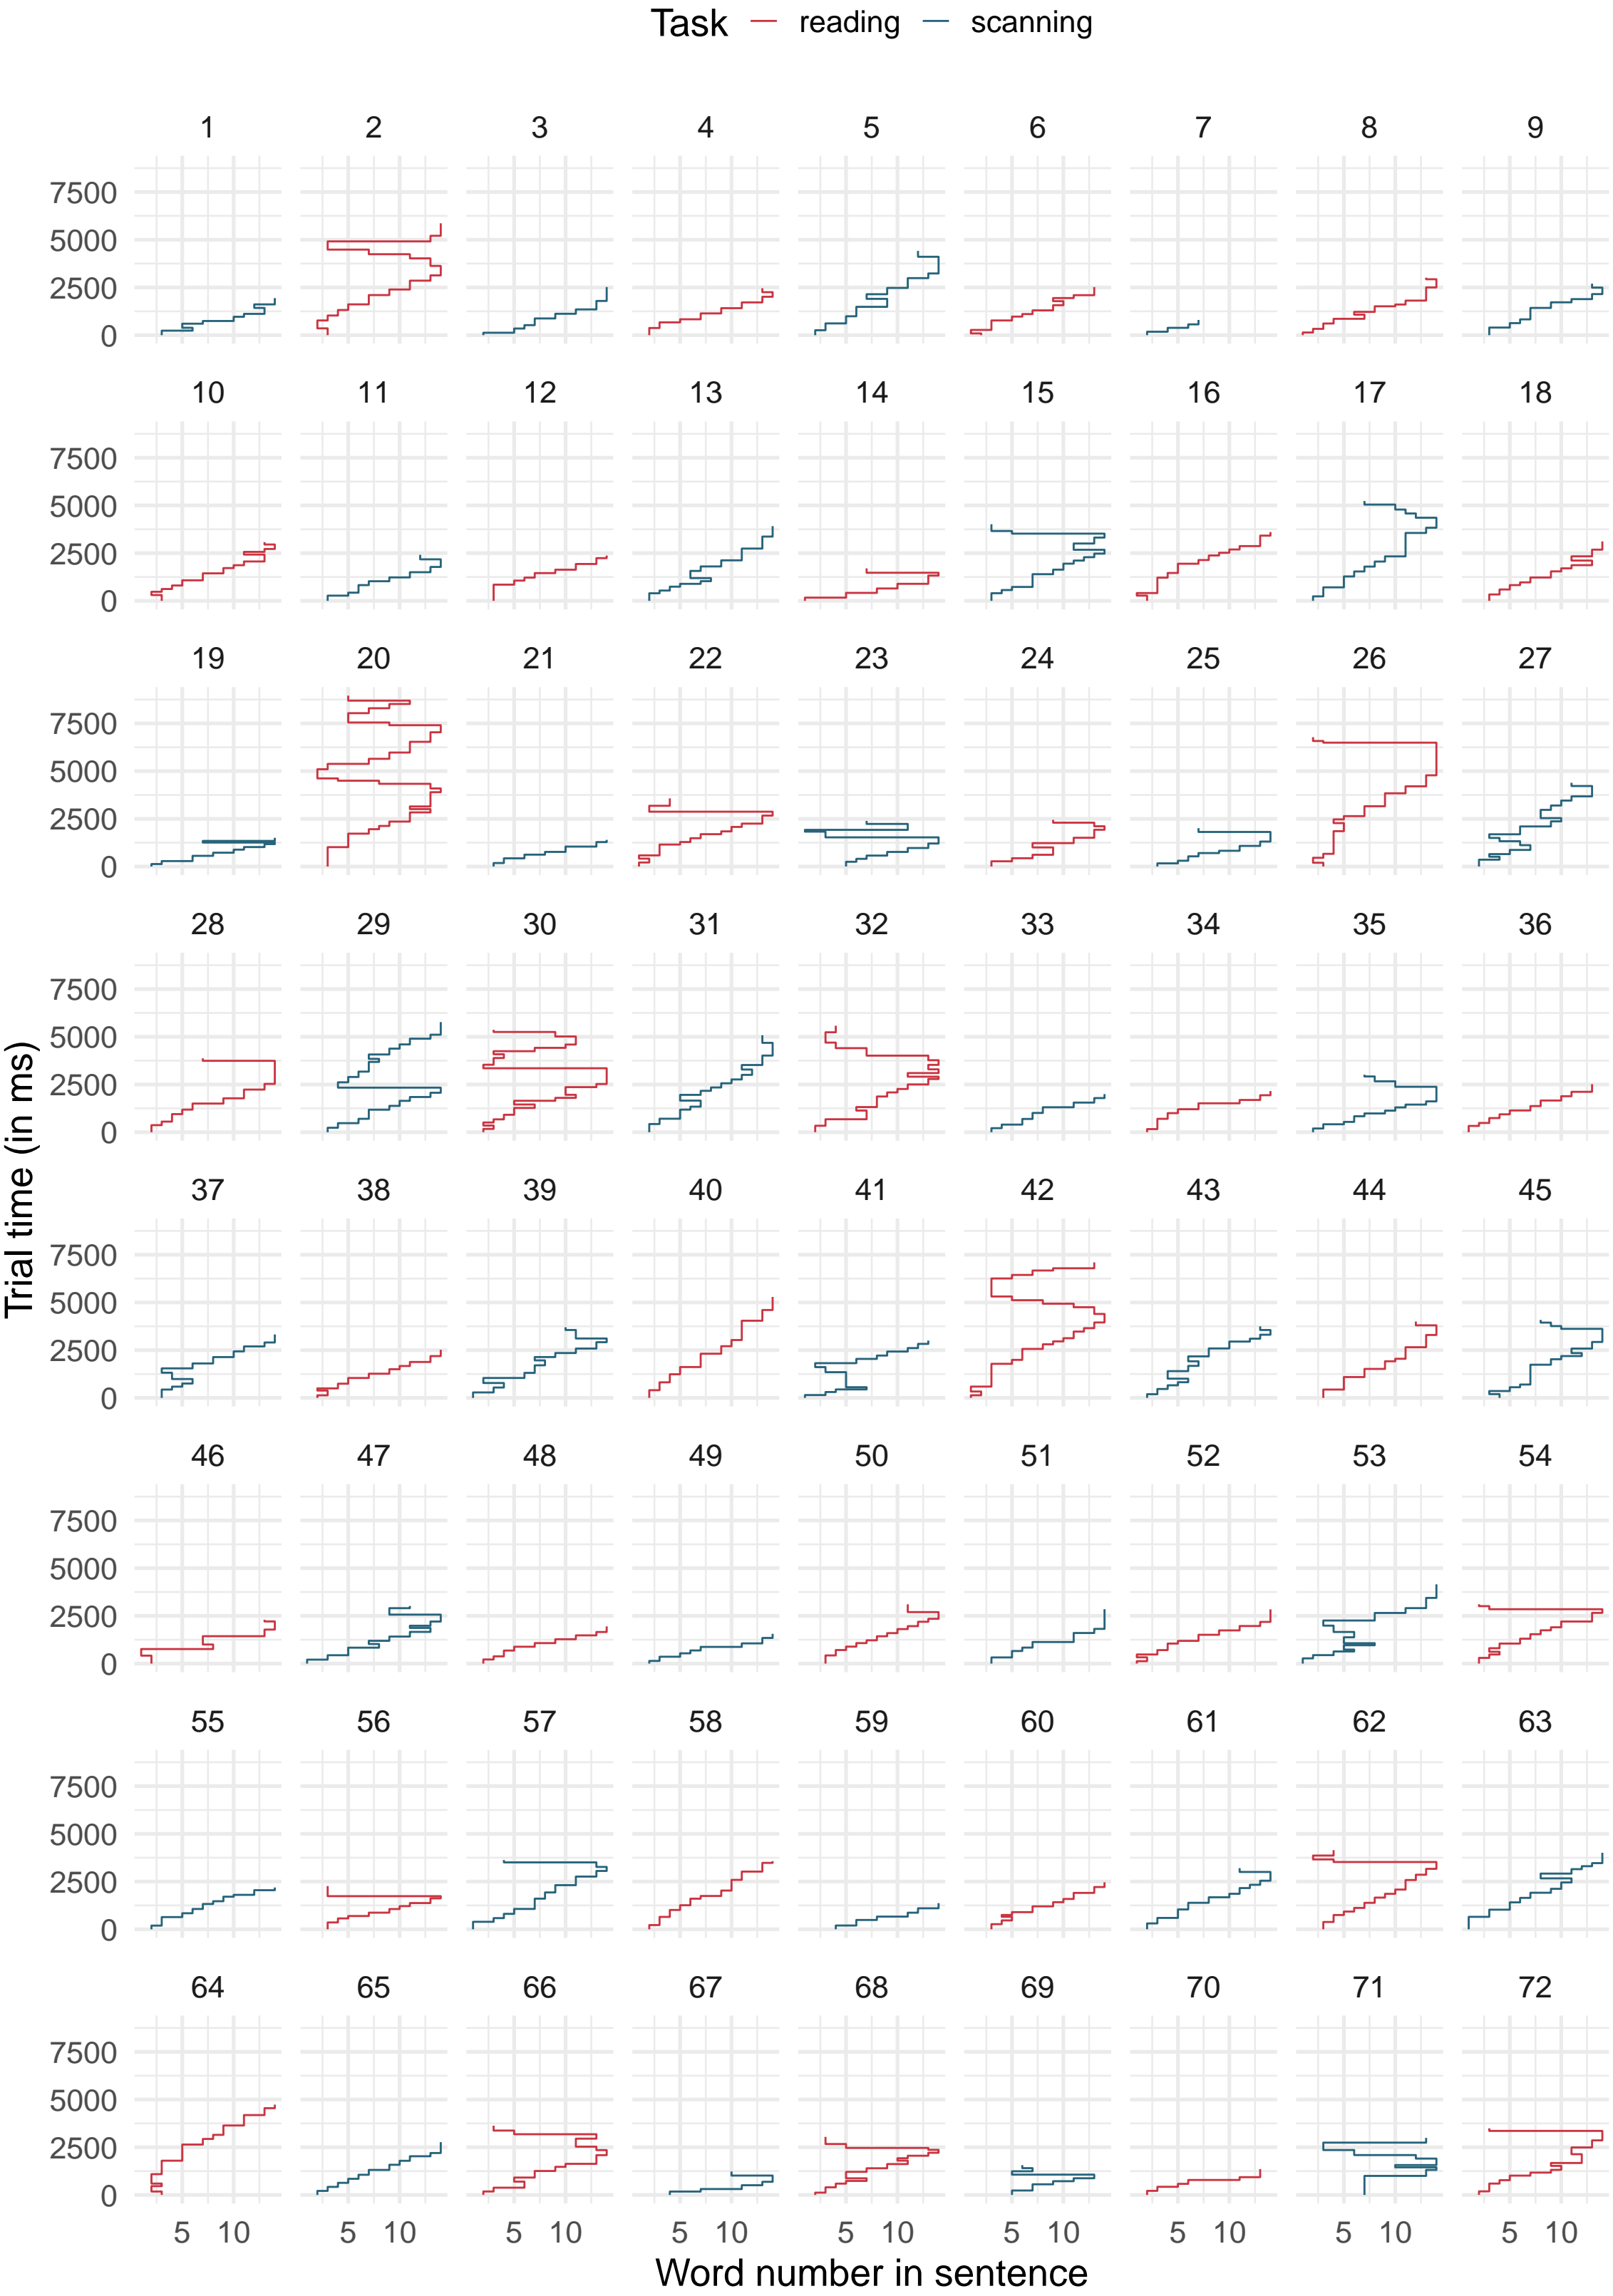 Task reading scanning
1 2 3 4 5 6 7 8 9
7500
5000
2500
0
10 11 12 13 14 15 16 17 18
7500
5000
2500
0
19 20 21 22 23 24 25 26 27
7500
5000
2500
0
28 29 30 31 32 33 34 35 36
7500
5000
2500
0
Trial time (in ms)
37 38 39 40 41 42 43 44 45
7500
5000
2500
0
46 47 48 49 50 51 52 53 54
7500
5000
2500
0
55 56 57 58 59 60 61 62 63
7500
5000
2500
0
64 65 66 67 68 69 70 71 72
7500
5000
2500
0
5 10 5 10 5 10 5 10 5 10 5 10 5 10 5 10 5 10
Word number in sentence